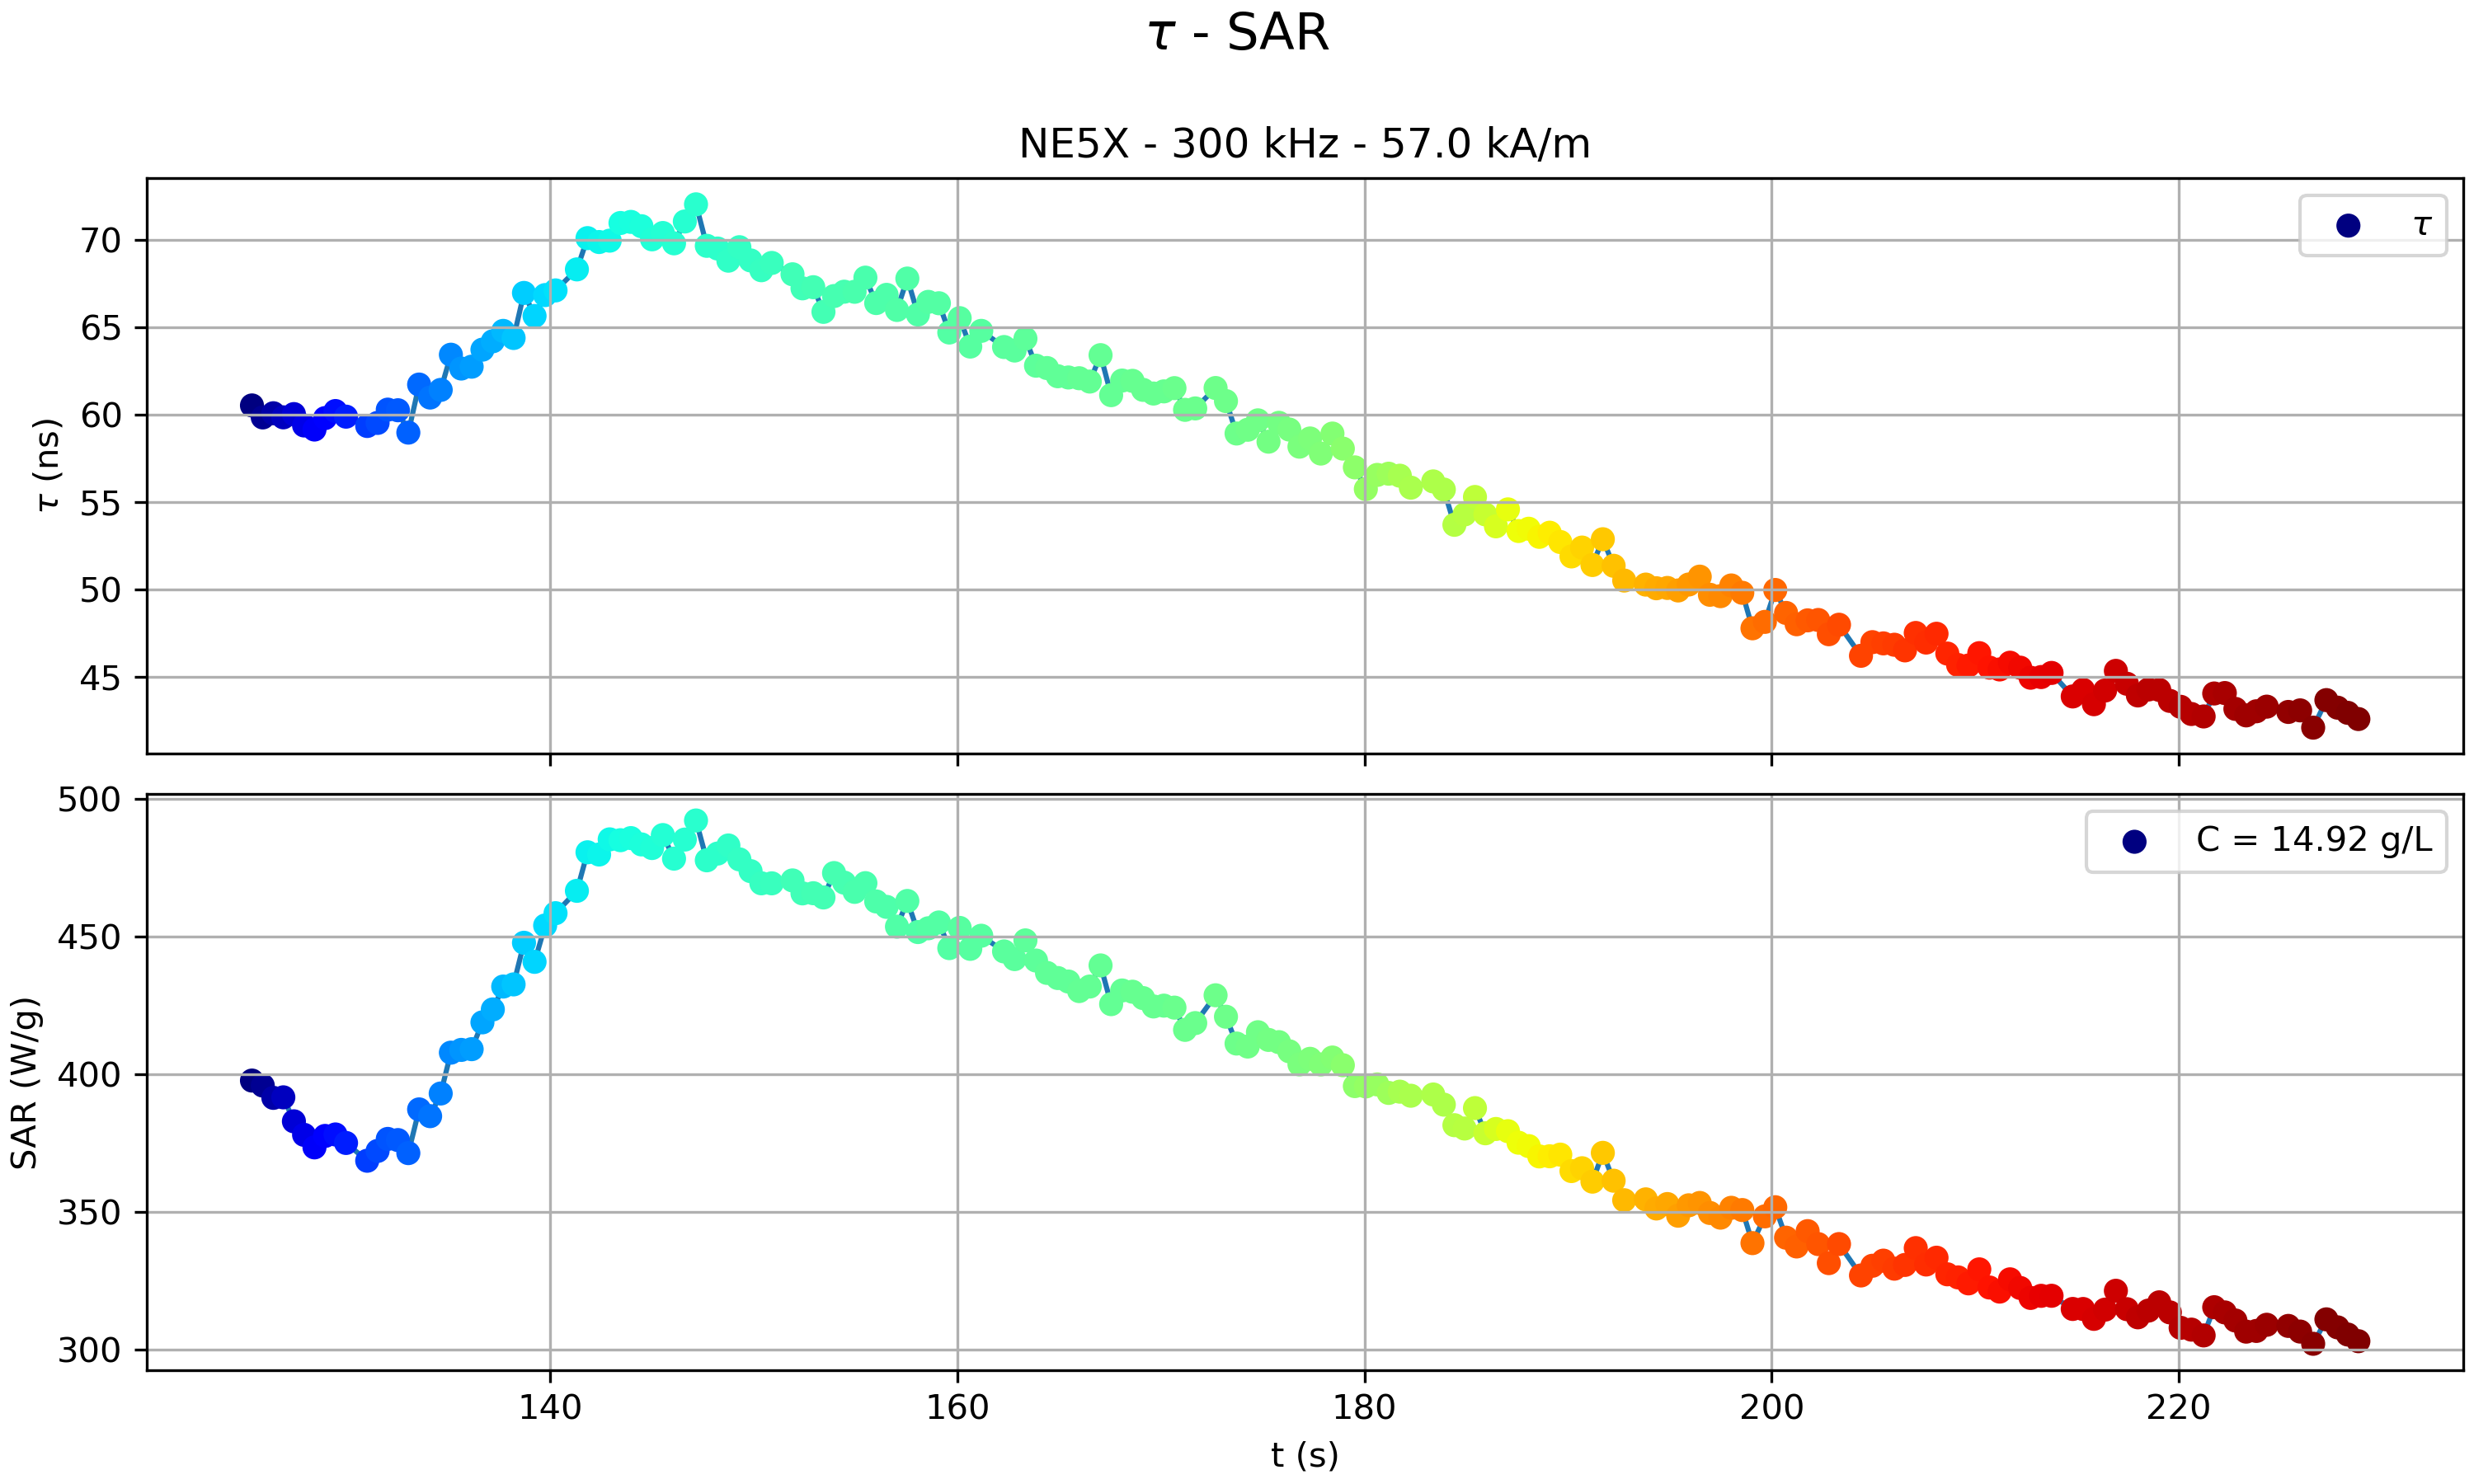 τ - SAR
NE5X - 300 kHz - 57.0 kA/m
τ
τ (ns)
70
65
60
55
50
45
C = 14.92 g/L
SAR (W/g)
500
450
400
350
300
140 160 180 200 220
t (s)